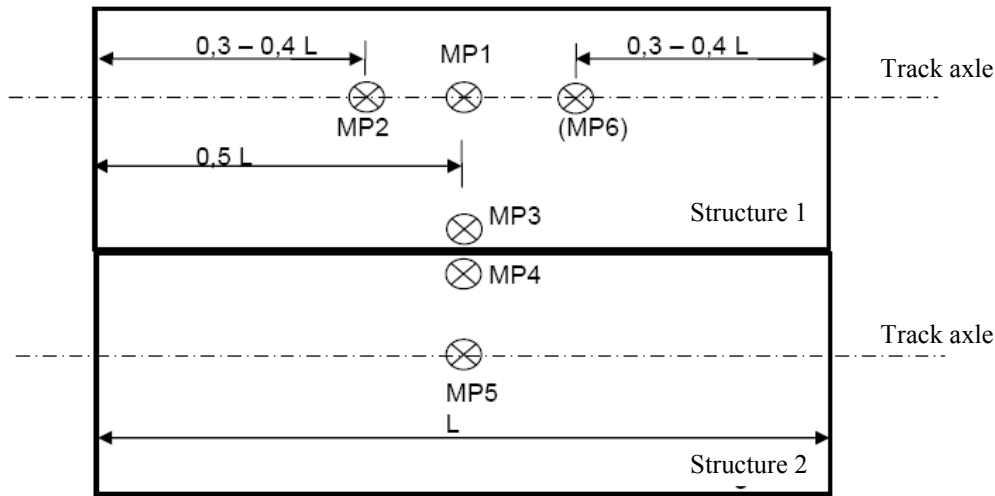 0,3 – 0,4 L
MP1
0,3 – 0,4 L
Track axle
MP2
(MP6)
0,5 L
MP3
Structure 1
MP4
Track axle
MP5
L
Structure 2